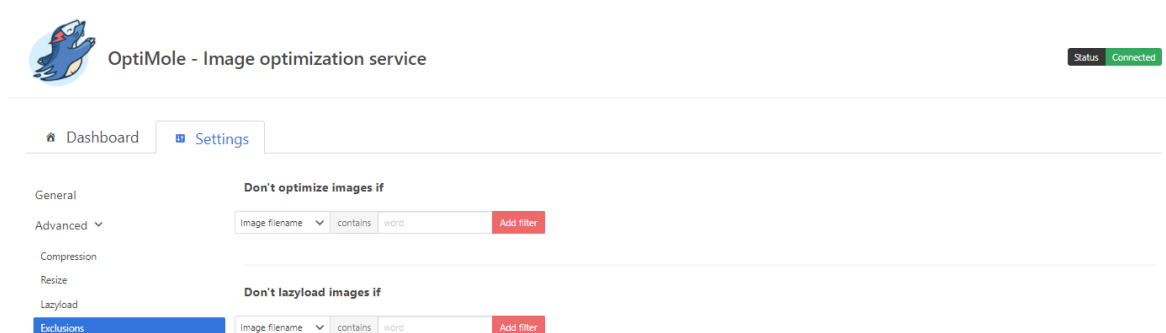 OptiMole - Image optimization service
Status Connected
Dashboard Settings
General
Advanced
Compression
Resize
Lazyload
Exclusions
Don't optimize images if
Image filename contains word Add filter
Don't lazyload images if
Image filename contains word Add filter